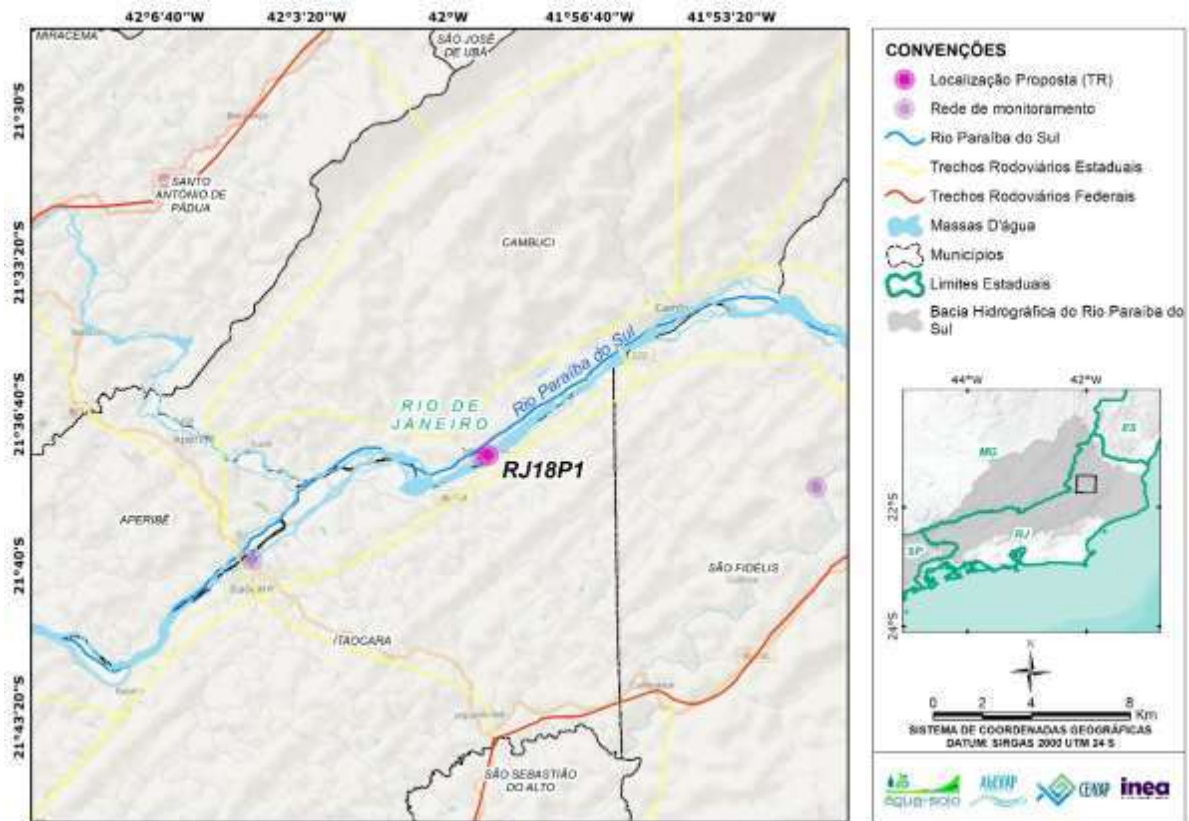 42°6'40"W
42°3'20"W
42°W
41°56'40"W
41°53'20"W
21°30'S
21°33'20"S
21°36'40"S
21°40'S
21°43'20"S
MIRACEMA
SÃO JOSÉ
DE UBÁ
SANTO
ANTÔNIO DE
PÁDUA
CAMBUCI
Rio Paraíba do Sul
RIO DE
JANEIRO
RJ18P1
APERIBÉ
SÃO FIDÉLIS
ITAOCARA
SÃO SEBASTIÃO
DO ALTO
CONVENÇÕES
Localização Proposta (TR)
Rede de monitoramento
Rio Paraíba do Sul
Trechos Rodoviários Estaduais
Trechos Rodoviários Federais
Massas D'água
Municípios
Limites Estaduais
Bacia Hidrográfica do Rio Paraíba do
Sul
44°W
42°W
MG
ES
22°S
SP
RJ
24°S
N
0 2 4 8
Km
SISTEMA DE COORDENADAS GEOGRÁFICAS
DATUM: SIRGAS 2000 UTM 24 S
água-solo
AGEVAP
CEIVAP
inea